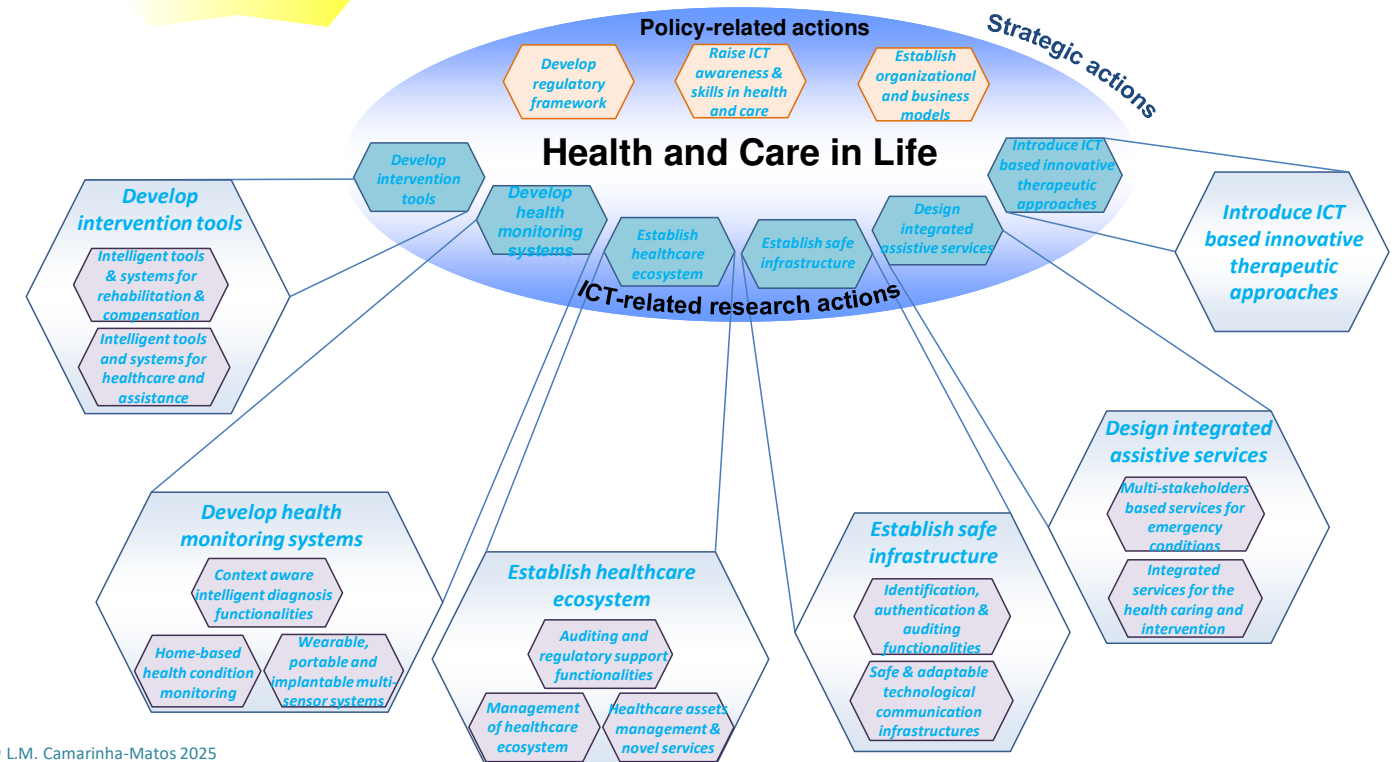 Policy-related actions
Strategic actions
Develop
regulatory
framework
Raise ICT
awareness &
skills in health
and care
Establish
organizational
and business
models
Health and Care in Life
Develop
intervention
tools
Develop
health
monitoring
systems
Establish
healthcare
ecosystem
Establish safe
infrastructure
Design
integrated
assistive services
Introduce ICT
based innovative
therapeutic
approaches
ICT-related research actions
Develop
intervention tools
Intelligent tools
& systems for
rehabilitation &
compensation
Intelligent tools
and systems for
healthcare and
assistance
Introduce ICT
based innovative
therapeutic
approaches
Develop health
monitoring systems
Context aware
intelligent diagnosis
functionalities
Home-based
health condition
monitoring
Wearable,
portable and
implantable multi-
sensor systems
Establish healthcare
ecosystem
Auditing and
regulatory support
functionalities
Management
of healthcare
ecosystem
Healthcare assets
management &
novel services
Establish safe
infrastructure
Identification,
authentication &
auditing
functionalities
Safe & adaptable
technological
communication
infrastructures
Design integrated
assistive services
Multi-stakeholders
based services for
emergency
conditions
Integrated
services for the
health caring and
intervention
L.M. Camarinha-Matos 2025